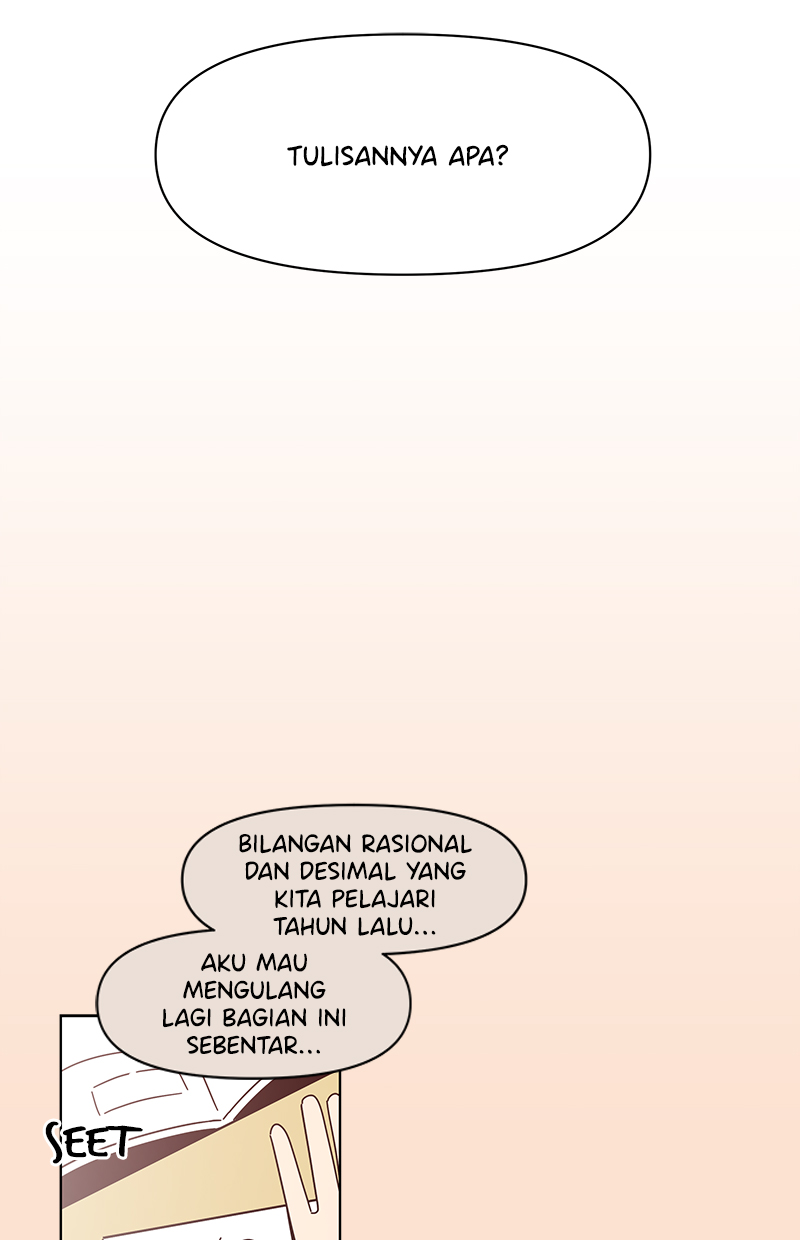 TULISANNYA APA?
BILANGAN RASIONAL
DAN DESIMAL YANG
KITA PELAJARI
TAHUN LALU...
AKU MAU
MENGULANG
LAGI BAGIAN INI
SEBENTAR...
SEET